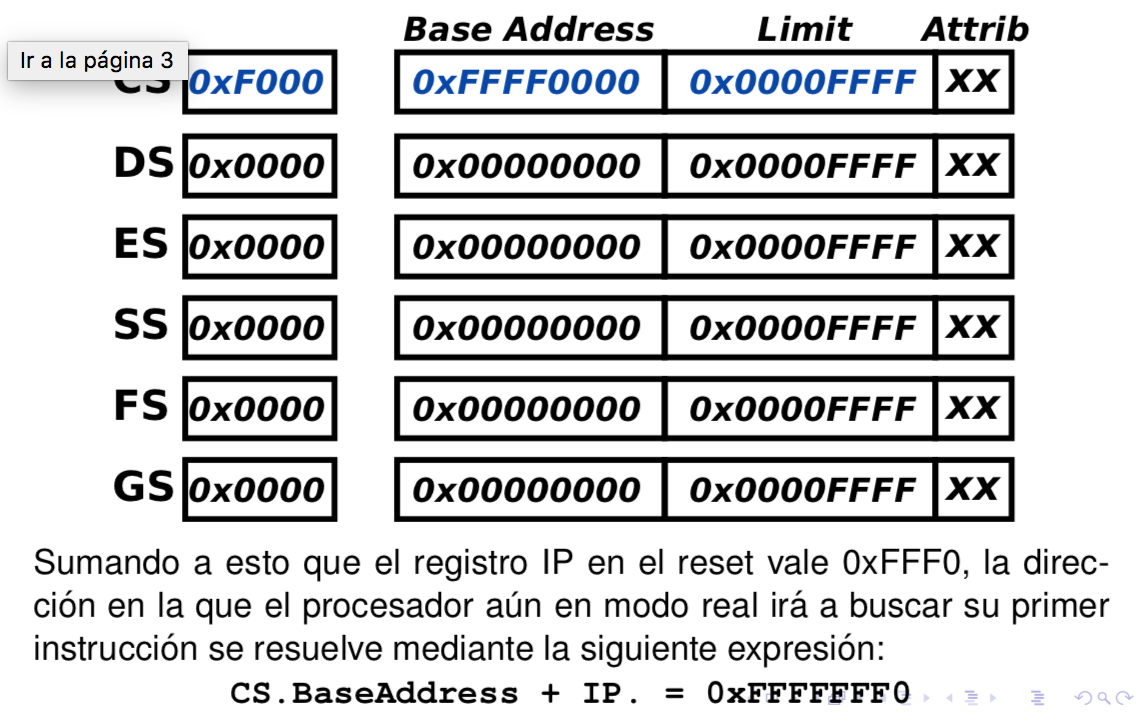 Base Address Limit Attrib
Ir a la página 3
CS 0xF000 0xFFFF0000 0x0000FFFF XX
DS 0x0000 0x00000000 0x0000FFFF XX
ES 0x0000 0x00000000 0x0000FFFF XX
SS 0x0000 0x00000000 0x0000FFFF XX
FS 0x0000 0x00000000 0x0000FFFF XX
GS 0x0000 0x00000000 0x0000FFFF XX
Sumando a esto que el registro IP en el reset vale 0xFFF0, la direc-
ción en la que el procesador aún en modo real irá a buscar su primer
instrucción se resuelve mediante la siguiente expresión:
CS.BaseAddress + IP. = 0xFFFFFFF0